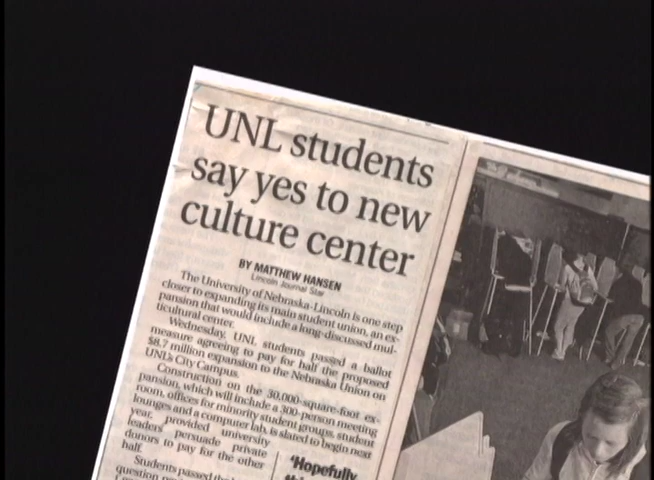 UNL students
say yes to new
culture center
BY MATTHEW HANSEN
Lincoln Journal Star
The University of Nebraska-Lincoln is one step
closer to expanding its main student union, an ex-
pansion that would include a long-discussed mul-
ticultural center.
Wednesday, UNL students passed a ballot
measure agreeing to pay for half the proposed
$8.7 million expansion to the Nebraska Union on
UNL's City Campus.
Construction on the 30,000-square-foot ex-
pansion, which will include a 300-person meeting
room, offices for minority student groups, student
lounges and a computer lab, is slated to begin next
year, provided university
leaders persuade private
donors to pay for the other
half.
Students passed the
question
'Hopefully